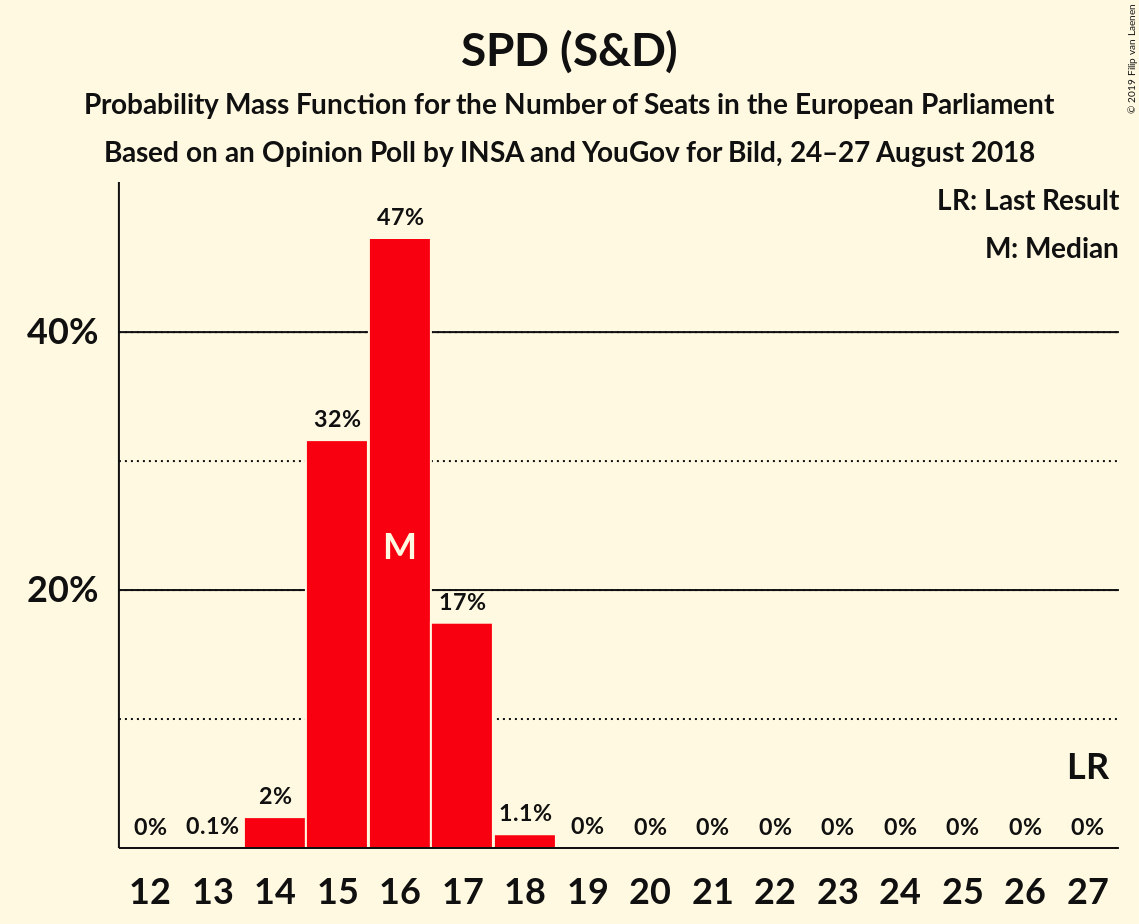 SPD (S&D)
Probability Mass Function for the Number of Seats in the European Parliament
Based on an Opinion Poll by INSA and YouGov for Bild, 24–27 August 2018
© 2019 Filip van Laenen
LR: Last Result
M: Median
47%
40%
32%
M
20%
17%
LR
0% 0.1% 2% 1.1% 0% 0% 0% 0% 0% 0% 0% 0% 0%
12 13 14 15 16 17 18 19 20 21 22 23 24 25 26 27